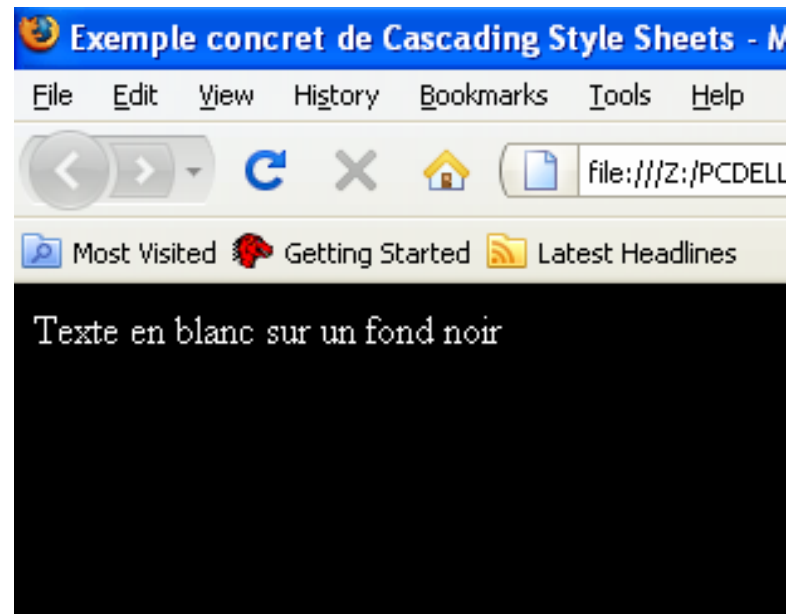 Exemple concret de Cascading Style Sheets - M
File Edit View History Bookmarks Tools Help
file:///Z:/PCDELL
Most Visited Getting Started Latest Headlines
Texte en blanc sur un fond noir